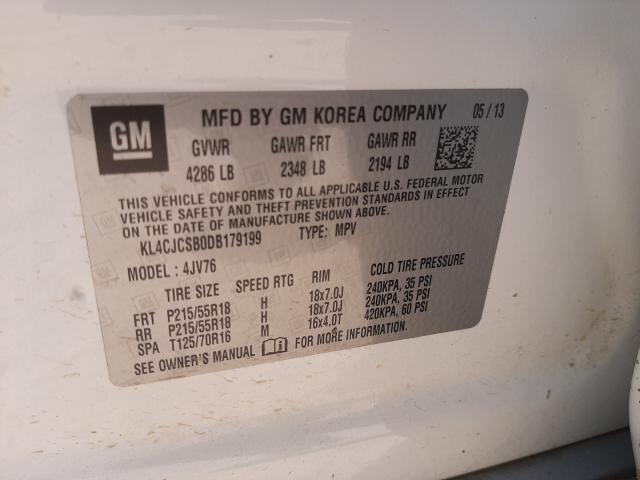 GM
MFD BY GM KOREA COMPANY 05 / 13
GVWR GAWR FRT GAWR RR
4286 LB 2348 LB 2194 LB
THIS VEHICLE CONFORMS TO ALL APPLICABLE U.S. FEDERAL MOTOR
VEHICLE SAFETY AND THEFT PREVENTION STANDARDS IN EFFECT
ON THE DATE OF MANUFACTURE SHOWN ABOVE.
KL4CJCSB0DB179199 TYPE: MPV
MODEL : 4JV76
TIRE SIZE SPEED RTG RIM COLD TIRE PRESSURE
FRT P215/55R18 H 18x7.0J 240KPA, 35 PSI
RR P215/55R18 H 18x7.0J 240KPA, 35 PSI
SPA T125/70R16 M 16x4.0T 420KPA, 60 PSI
SEE OWNER'S MANUAL FOR MORE INFORMATION.